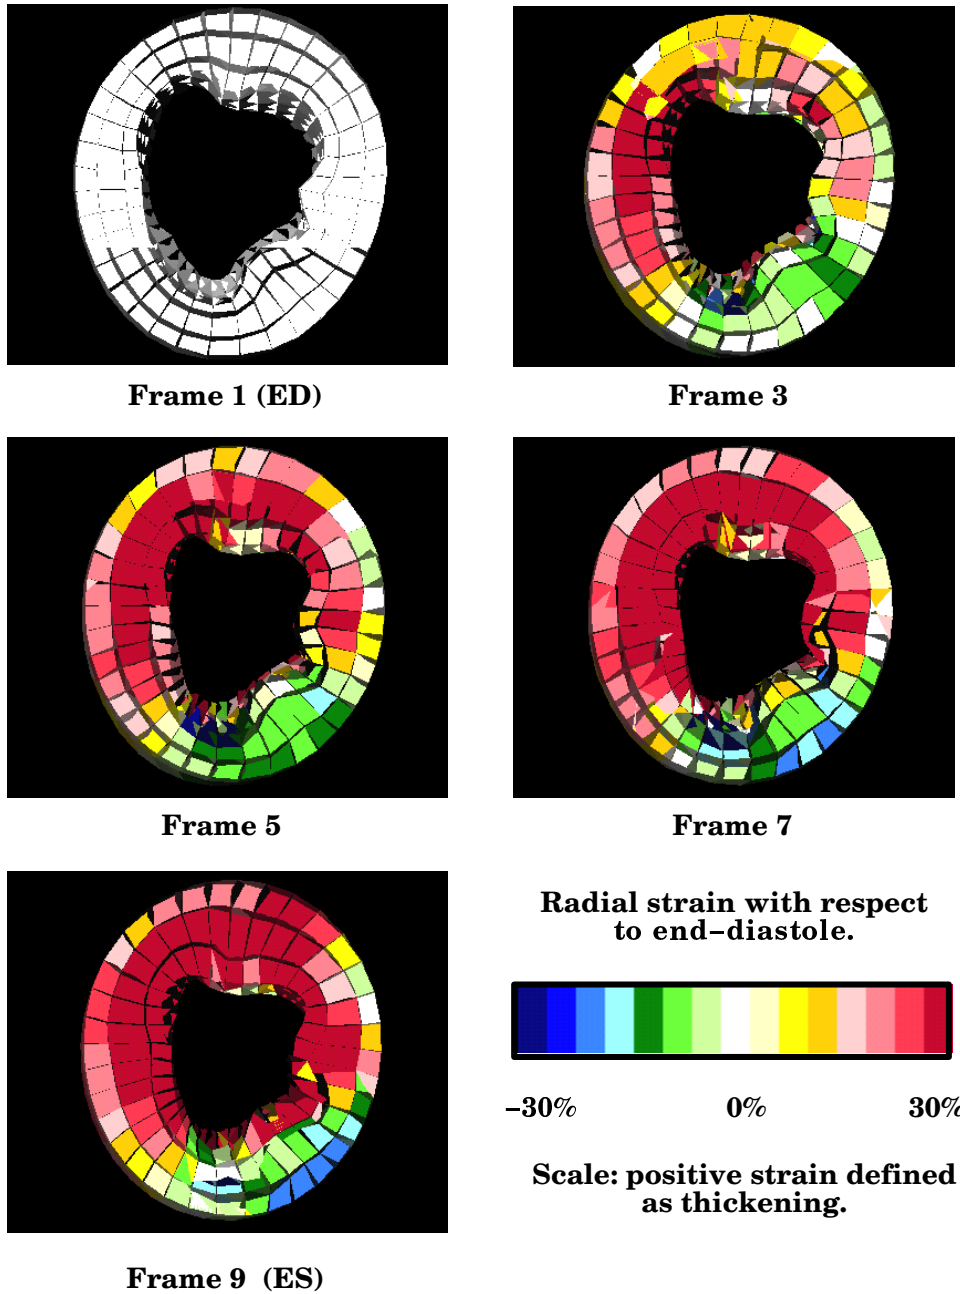 Frame 1 (ED)
Frame 3
Frame 5
Frame 7
Radial strain with respect
to end–diastole.
–30%
0%
30%
Scale: positive strain defined
as thickening.
Frame 9 (ES)